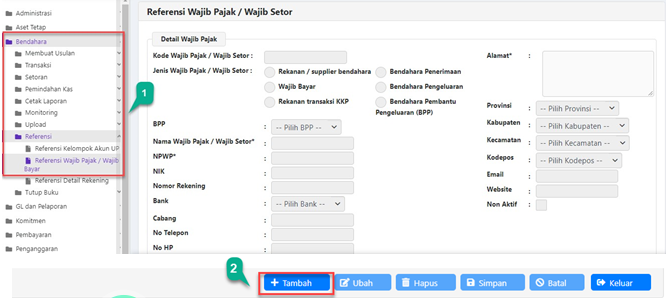 Administrasi
Aset Tetap
Bendahara
Membuat Usulan
Transaksi
Setoran
Pemindahan Kas
Cetak Laporan
Monitoring
Upload
Referensi
Referensi Kelompok Akun UP
Referensi Wajib Pajak / Wajib
Bayar
Referensi Detail Rekening
Tutup Buku
GL dan Pelaporan
Komitmen
Pembayaran
Penganggaran
1
Referensi Wajib Pajak / Wajib Setor
Detail Wajib Pajak
Kode Wajib Pajak / Wajib Setor :
Jenis Wajib Pajak / Wajib Setor :
Rekanan / supplier bendahara
Bendahara Penerimaan
Wajib Bayar
Bendahara Pengeluaran
Rekanan transaksi KKP
Bendahara Pembantu
Pengeluaran (BPP)
BPP : -- Pilih BPP --
Nama Wajib Pajak / Wajib Setor* :
NPWP* :
NIK :
Nomor Rekening :
Bank : -- Pilih Bank --
Cabang :
No Telepon :
No HP :
Alamat* :
Provinsi : -- Pilih Provinsi --
Kabupaten : -- Pilih Kabupaten --
Kecamatan : -- Pilih Kecamatan --
Kodepos : -- Pilih Kodepos --
Email :
Website :
Non Aktif :
2
Tambah
Ubah
Hapus
Simpan
Batal
Keluar